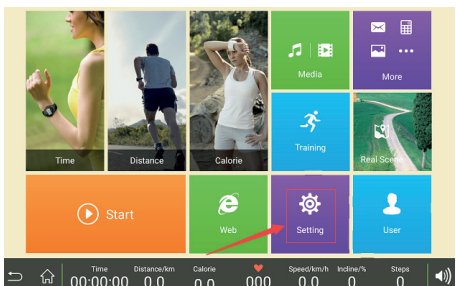 Media
More
Time
Distance
Calorie
Training
Real Scene
Start
Web
Setting
User
Time
Distance/km
Calorie
Speed/km/h
Incline/%
Steps
00:00:00
0.0
0.0
000
0.0
0
0